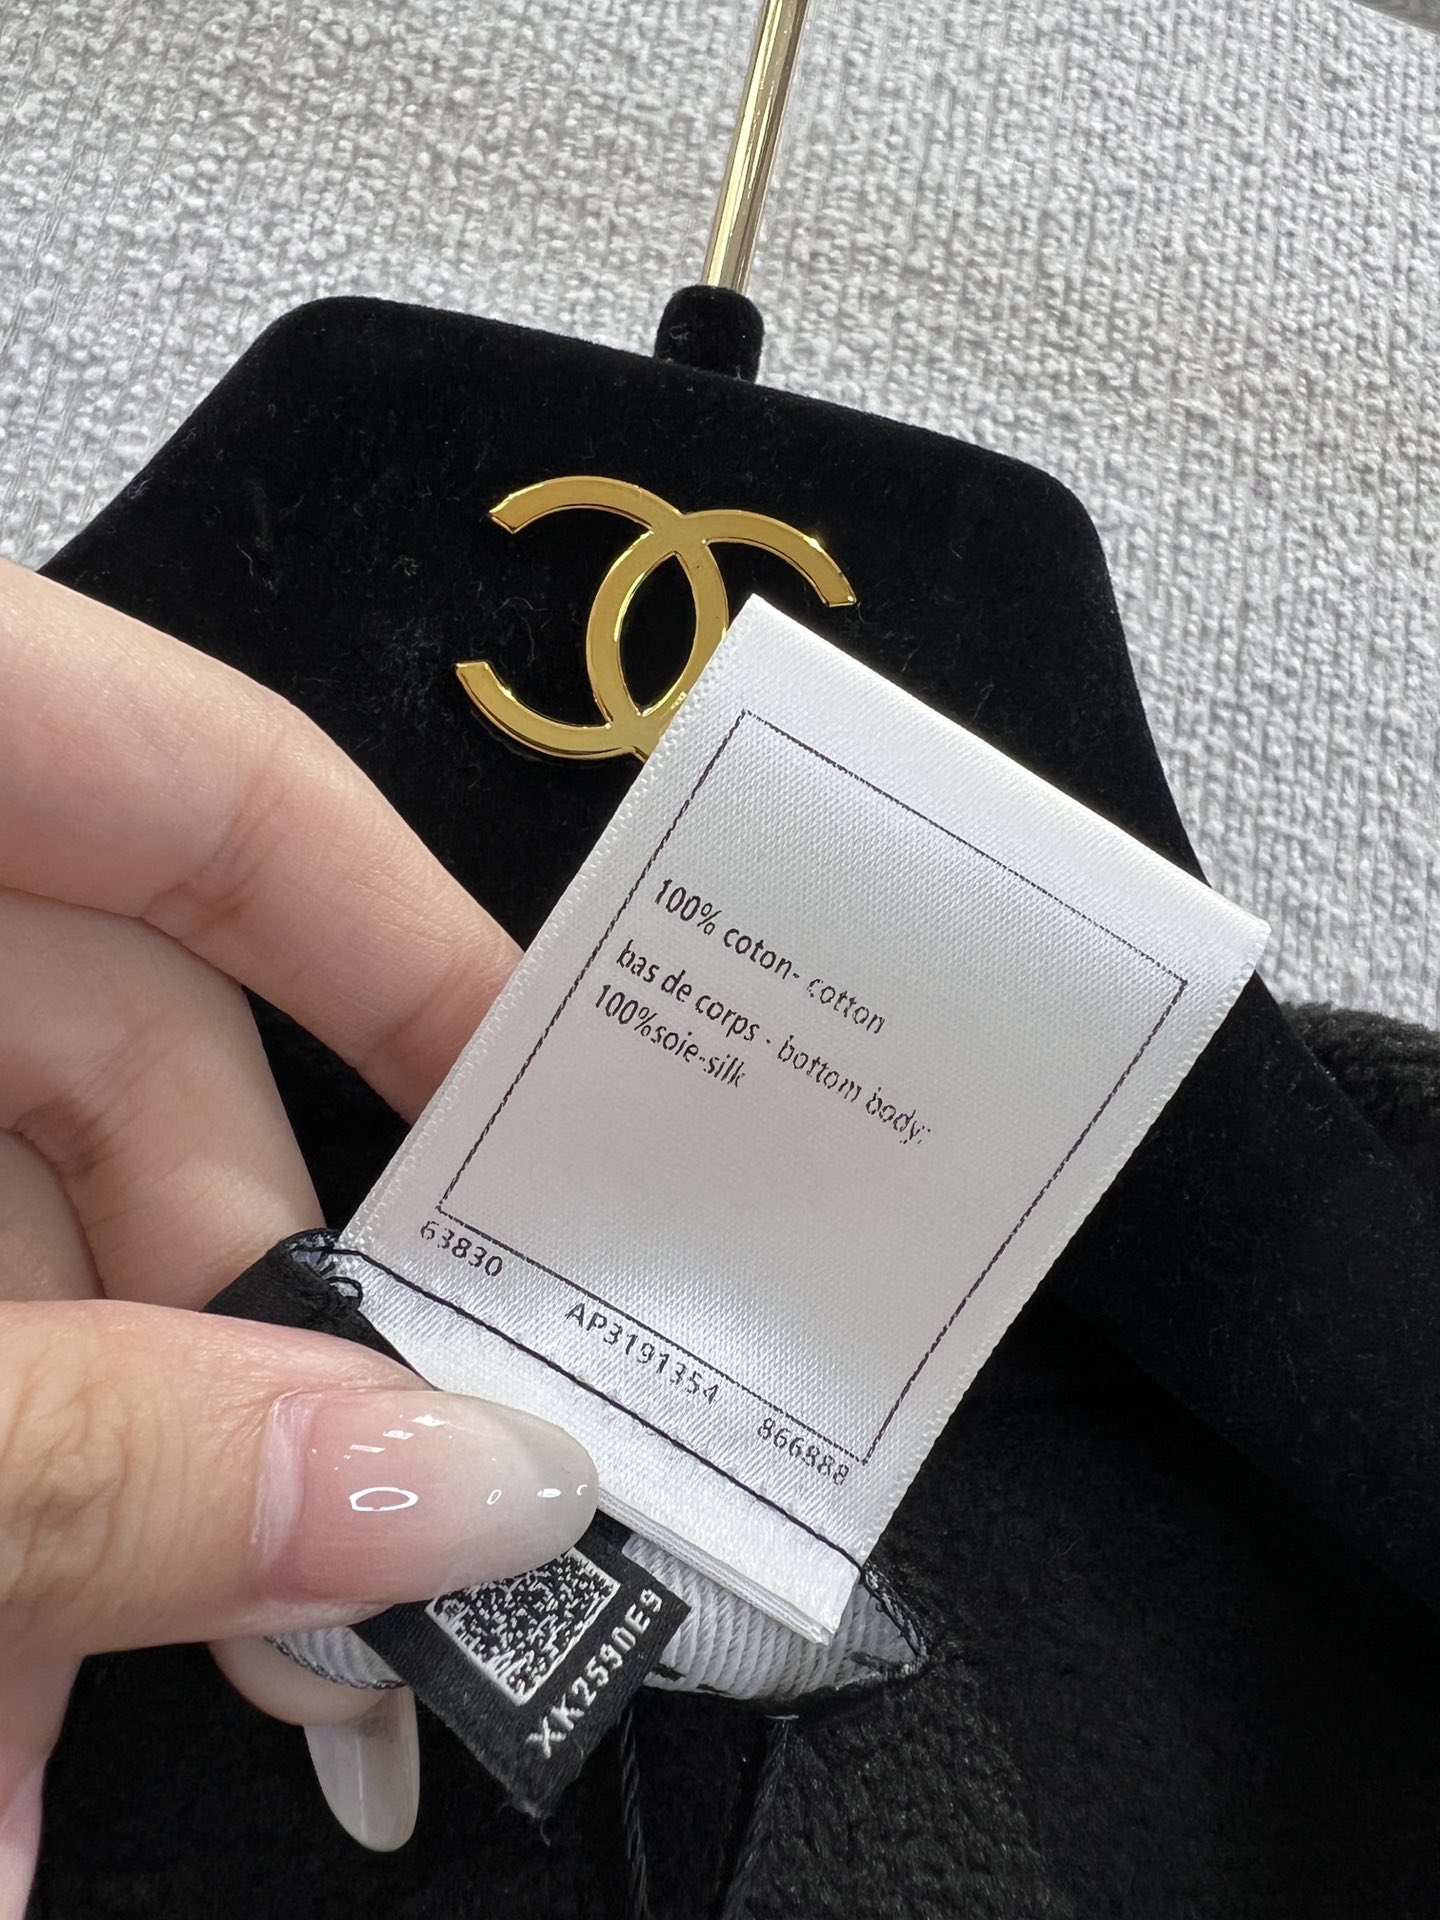 100% coton- cotton
bas de corps - bottom body:
100%soie-silk
63830 AP3191354 866888
XK2590E9